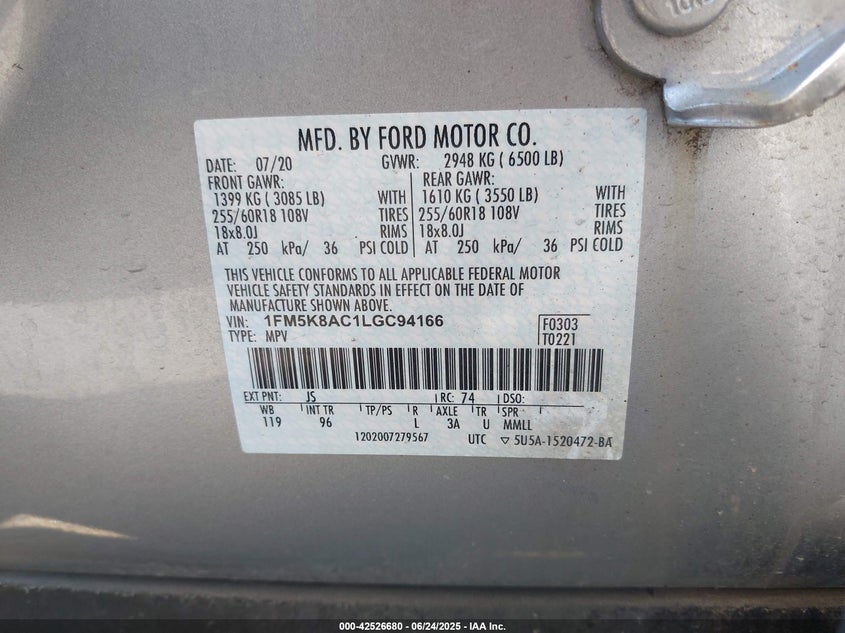 MFD. BY FORD MOTOR CO.
DATE: 07/20 GVWR: 2948 KG ( 6500 LB)
FRONT GAWR: REAR GAWR:
1399 KG ( 3085 LB) WITH 1610 KG ( 3550 LB) WITH
255/60R18 108V TIRES 255/60R18 108V TIRES
18x8.0J RIMS 18x8.0J RIMS
AT 250 kPa/ 36 PSI COLD AT 250 kPa/ 36 PSI COLD
THIS VEHICLE CONFORMS TO ALL APPLICABLE FEDERAL MOTOR
VEHICLE SAFETY STANDARDS IN EFFECT ON THE DATE OF
MANUFACTURE SHOWN ABOVE.
VIN: 1FM5K8AC1LGC94166 F0303
TYPE: MPV T0221
EXT PNT: JS RC: 74 DSO:
WB INT TR TP/PS R AXLE TR SPR
119 96 L 3A U MMLL
1202007279567 UTC ▽ 5U5A-1520472-BA
000-42526680 - 06/24/2025 - IAA Inc.